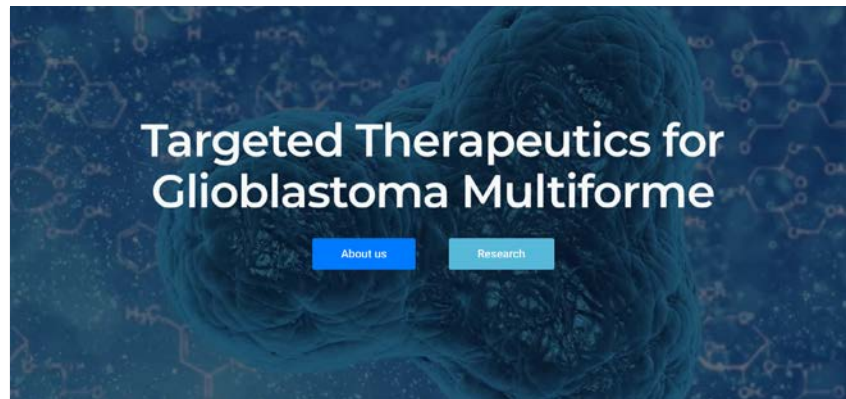 Targeted Therapeutics for
Glioblastoma Multiforme
About us
Research